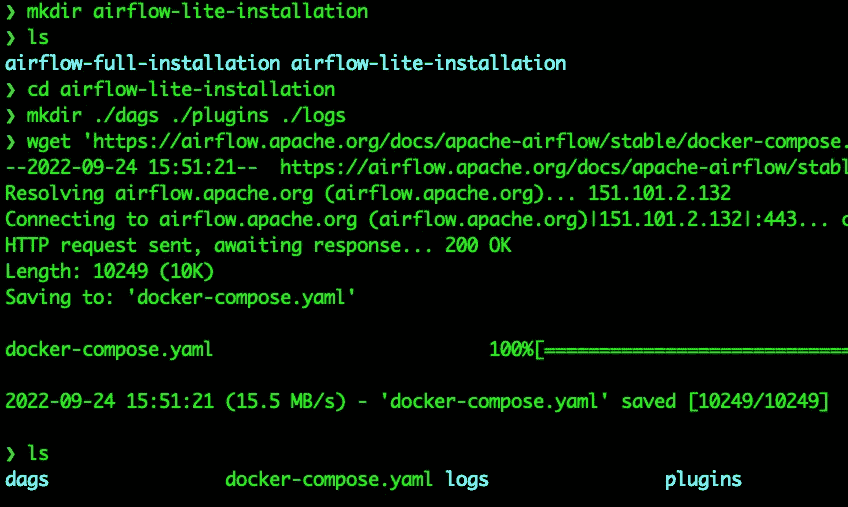 ❯ mkdir airflow-lite-installation
❯ ls
airflow-full-installation airflow-lite-installation
❯ cd airflow-lite-installation
❯ mkdir ./dags ./plugins ./logs
❯ wget 'https://airflow.apache.org/docs/apache-airflow/stable/docker-compose.
--2022-09-24 15:51:21--  https://airflow.apache.org/docs/apache-airflow/stabl
Resolving airflow.apache.org (airflow.apache.org)... 151.101.2.132
Connecting to airflow.apache.org (airflow.apache.org)|151.101.2.132|:443... c
HTTP request sent, awaiting response... 200 OK
Length: 10249 (10K)
Saving to: 'docker-compose.yaml'
docker-compose.yaml 100%[============================
2022-09-24 15:51:21 (15.5 MB/s) - 'docker-compose.yaml' saved [10249/10249]
❯ ls
dags docker-compose.yaml logs plugins